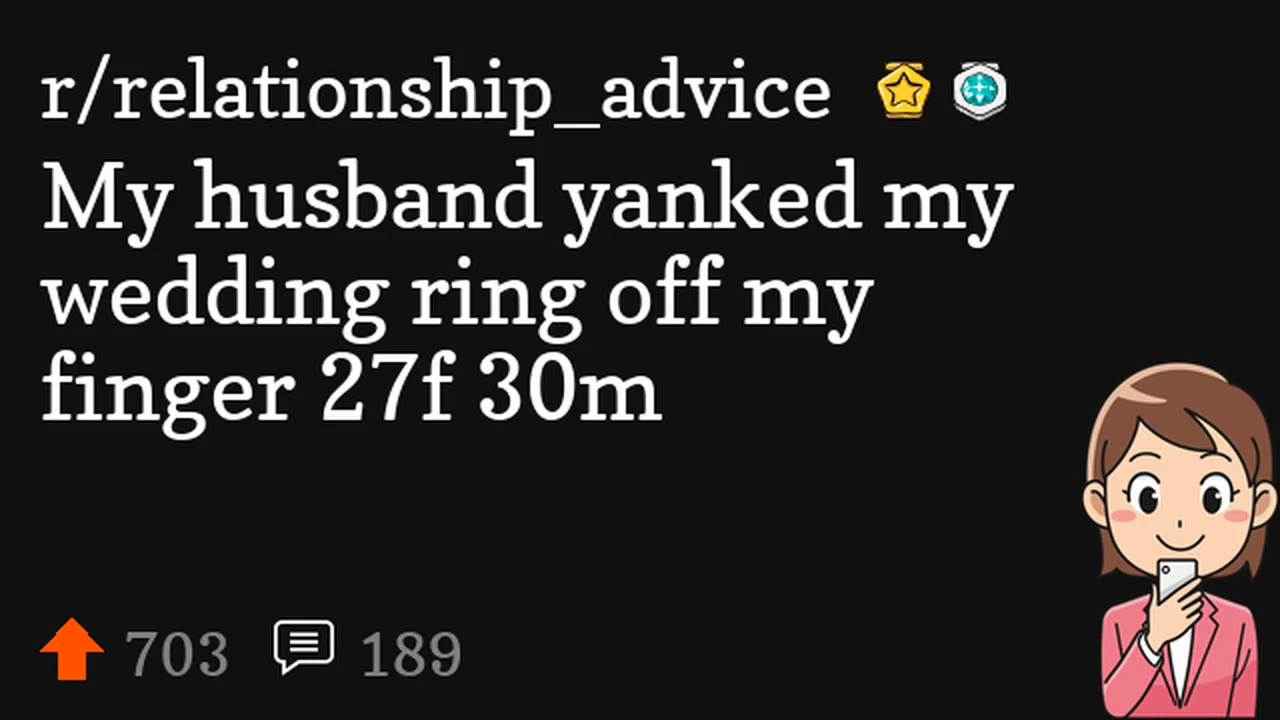 r/relationship_advice
My husband yanked my
wedding ring off my
finger 27f 30m
703 189